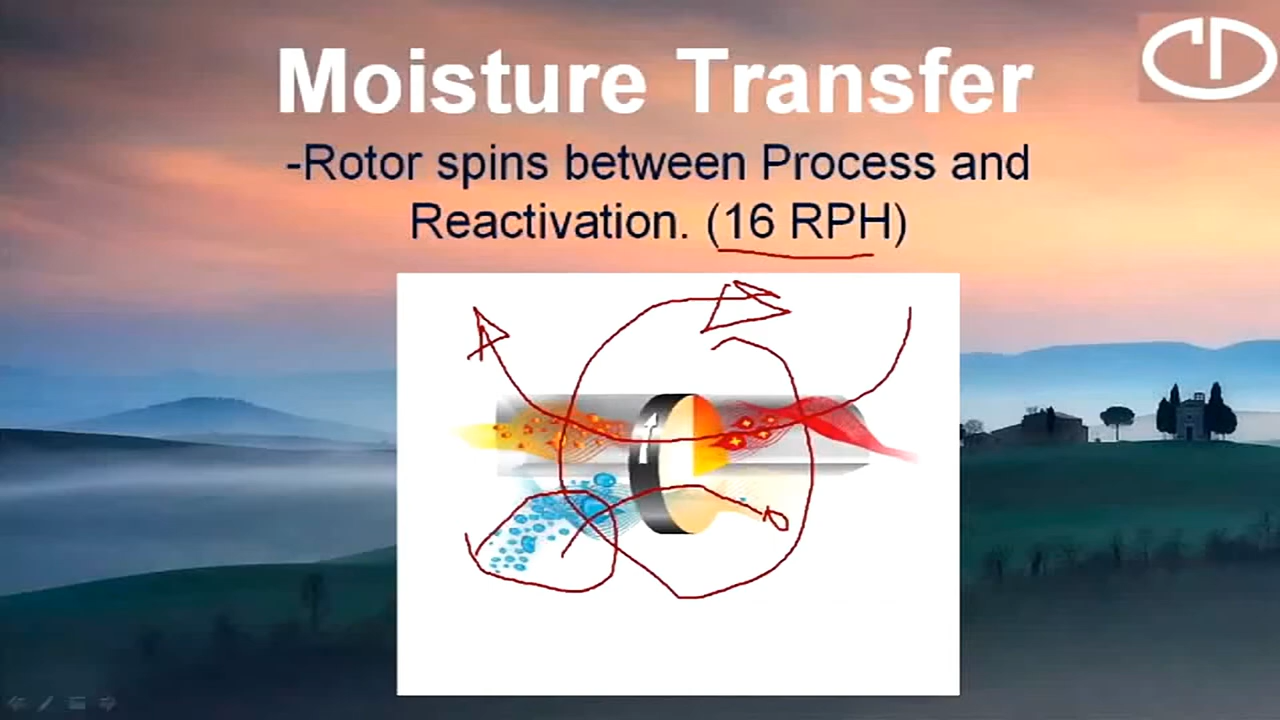 Moisture Transfer
-Rotor spins between Process and
Reactivation. (16 RPH)